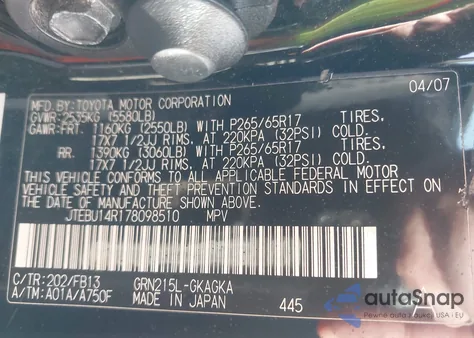 MFD. BY: TOYOTA MOTOR CORPORATION 04/07
GVWR: 2535KG (5580LB)
GAWR: FRT. 1160KG (2550LB) WITH P265/65R17 TIRES,
17X7 1/2JJ RIMS, AT 220KPA (32PSI) COLD.
RR. 1390KG (3060LB) WITH P265/65R17 TIRES,
17X7 1/2JJ RIMS, AT 220KPA (32PSI) COLD.
THIS VEHICLE CONFORMS TO ALL APPLICABLE FEDERAL MOTOR
VEHICLE SAFETY AND THEFT PREVENTION STANDARDS IN EFFECT ON
THE DATE OF MANUFACTURE SHOWN ABOVE.
JTEBU14R178098510 MPV
C/TR: 202/FB13 GRN215L-GKAGKA
A/TM: A01A/A750F MADE IN JAPAN 445
autoSnap
Pewne auto z USA i EU